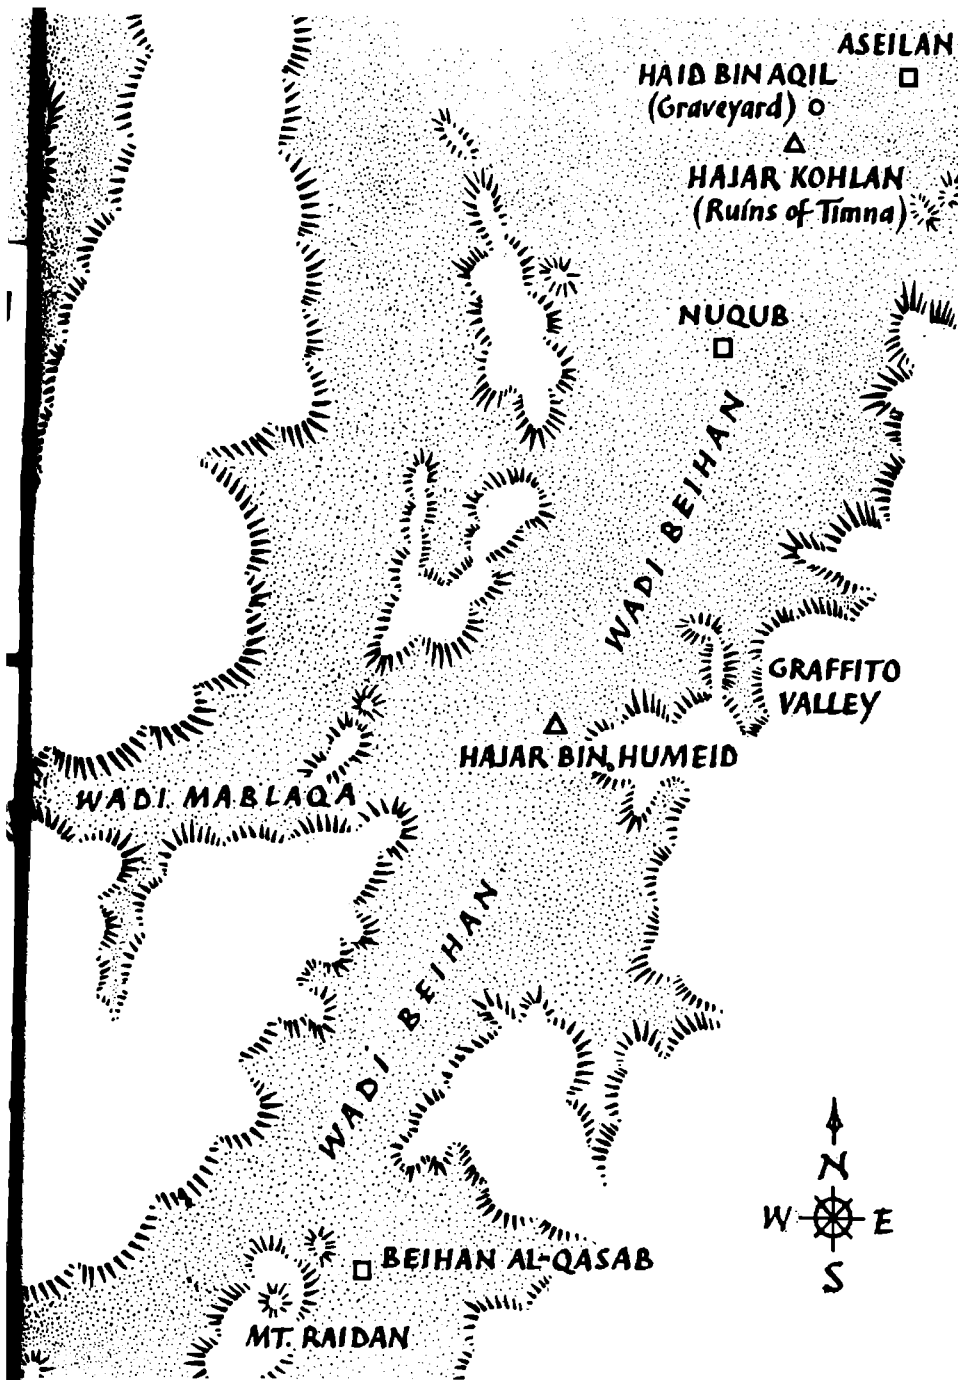 ASEILAN
HAID BIN AQIL
(Graveyard)
HAJAR KOHLAN
(Ruins of Timna)
NUQUB
WADI BEIHAN
GRAFFITO
VALLEY
HAJAR BIN HUMEID
WADI MABLAQA
WADI BEIHAN
N
W E
S
BEIHAN AL-QASAB
MT. RAIDAN